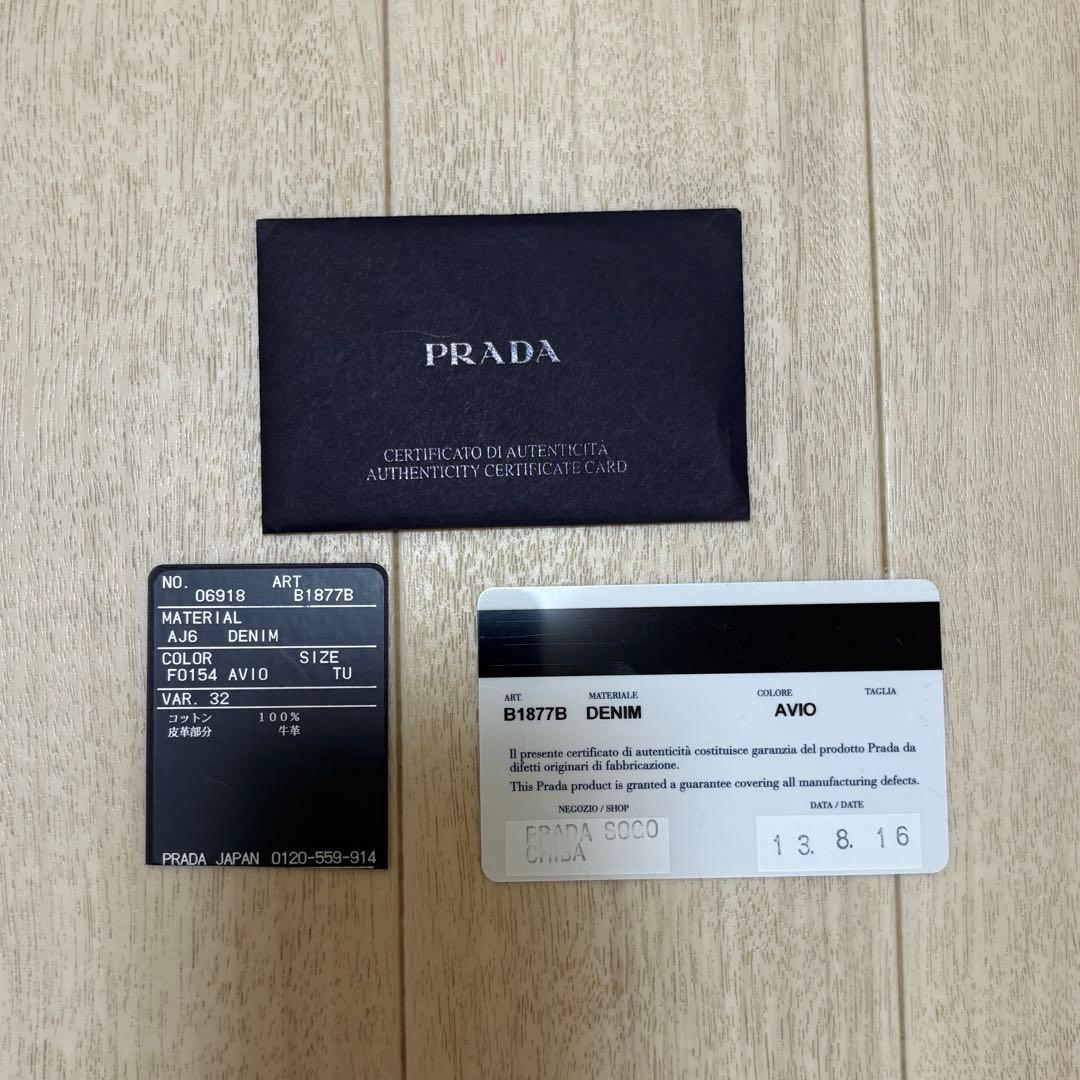 PRADA
CERTIFICATO DI AUTENTICITÀ
AUTHENTICITY CERTIFICATE CARD
NO. ART
06918 B1877B
MATERIAL
AJ6 DENIM
COLOR SIZE
F0154 AVIO TU
VAR. 32
コットン 100%
皮革部分 牛革
PRADA JAPAN 0120-559-914
ART. MATERIALE COLORE TAGLIA
B1877B DENIM AVIO
Il presente certificato di autenticità costituisce garanzia del prodotto Prada da
difetti originari di fabbricazione.
This Prada product is granted a guarantee covering all manufacturing defects.
NEGOZIO / SHOP DATA / DATE
PRADA SOGO
CHIBA
13. 8. 16